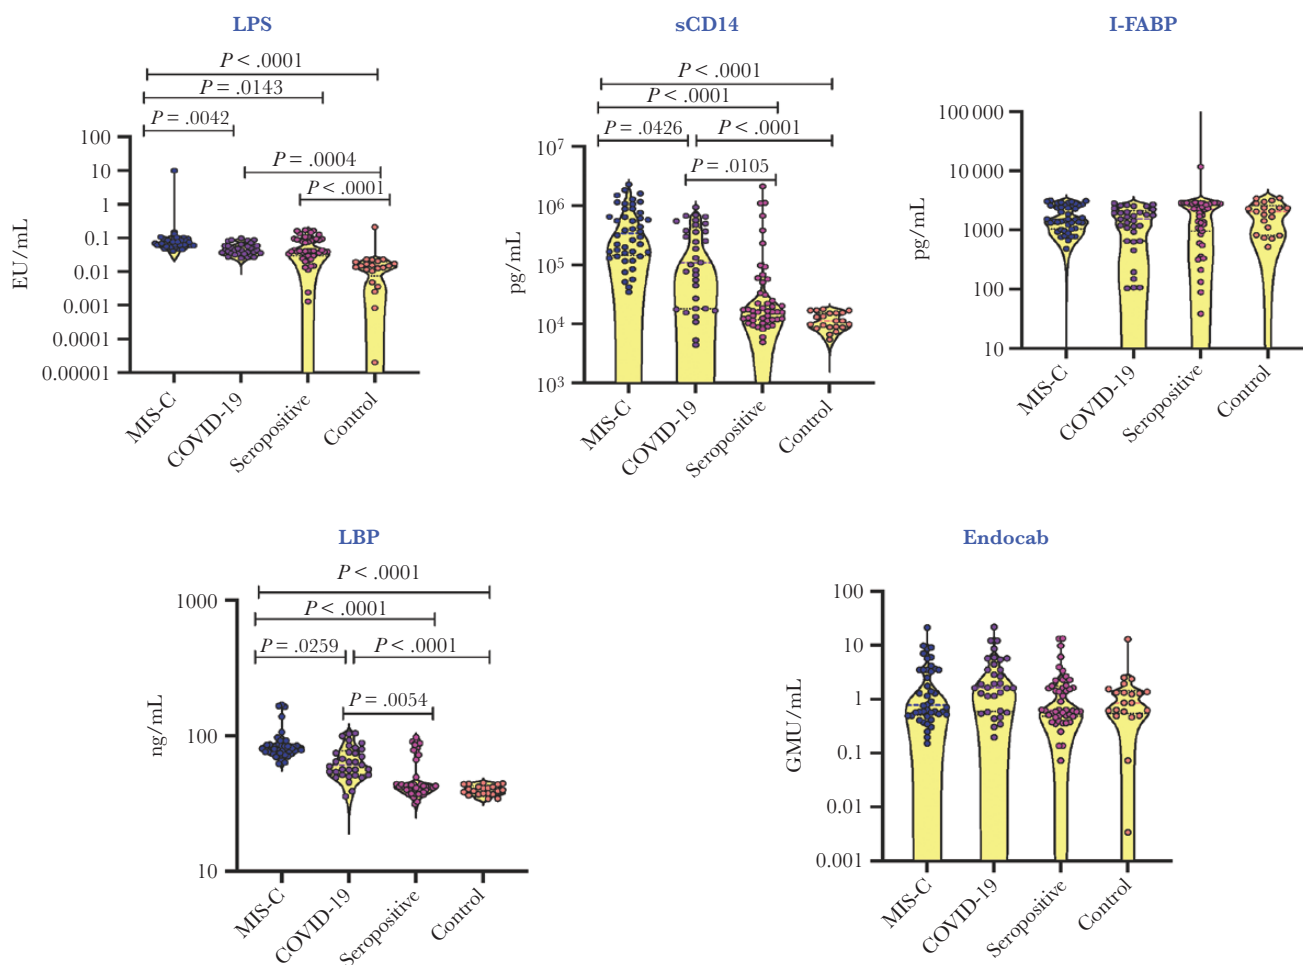 LPS
P < .0001
P = .0143
P = .0042
P = .0004
P < .0001
EU/mL
100
10
1
0.1
0.01
0.001
0.0001
0.00001
MIS-C
COVID-19
Seropositive
Control
sCD14
P < .0001
P < .0001
P = .0426
P < .0001
P = .0105
pg/mL
10⁷
10⁶
10⁵
10⁴
10³
MIS-C
COVID-19
Seropositive
Control
I-FABP
pg/mL
100 000
10 000
1000
100
10
MIS-C
COVID-19
Seropositive
Control
LBP
P < .0001
P < .0001
P = .0259
P < .0001
P = .0054
ng/mL
1000
100
10
MIS-C
COVID-19
Seropositive
Control
Endocab
GMU/mL
100
10
1
0.1
0.01
0.001
MIS-C
COVID-19
Seropositive
Control